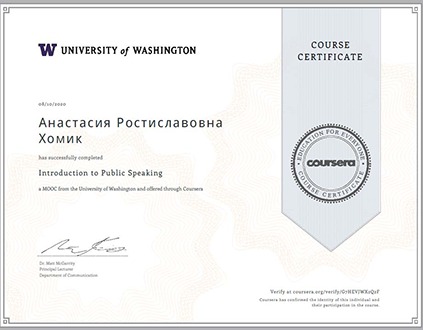 W UNIVERSITY of WASHINGTON
COURSE
CERTIFICATE
08/10/2020
Анастасия Ростиславовна
Хомик
has successfully completed
Introduction to Public Speaking
a MOOC from the University of Washington and offered through Coursera
EDUCATION FOR EVERYONE
coursera
COURSE CERTIFICATE
Dr. Matt McGarrity
Principal Lecturer
Department of Communication
Verify at coursera.org/verify/
Coursera has confirmed the identity of this individual and
their participation in the course.